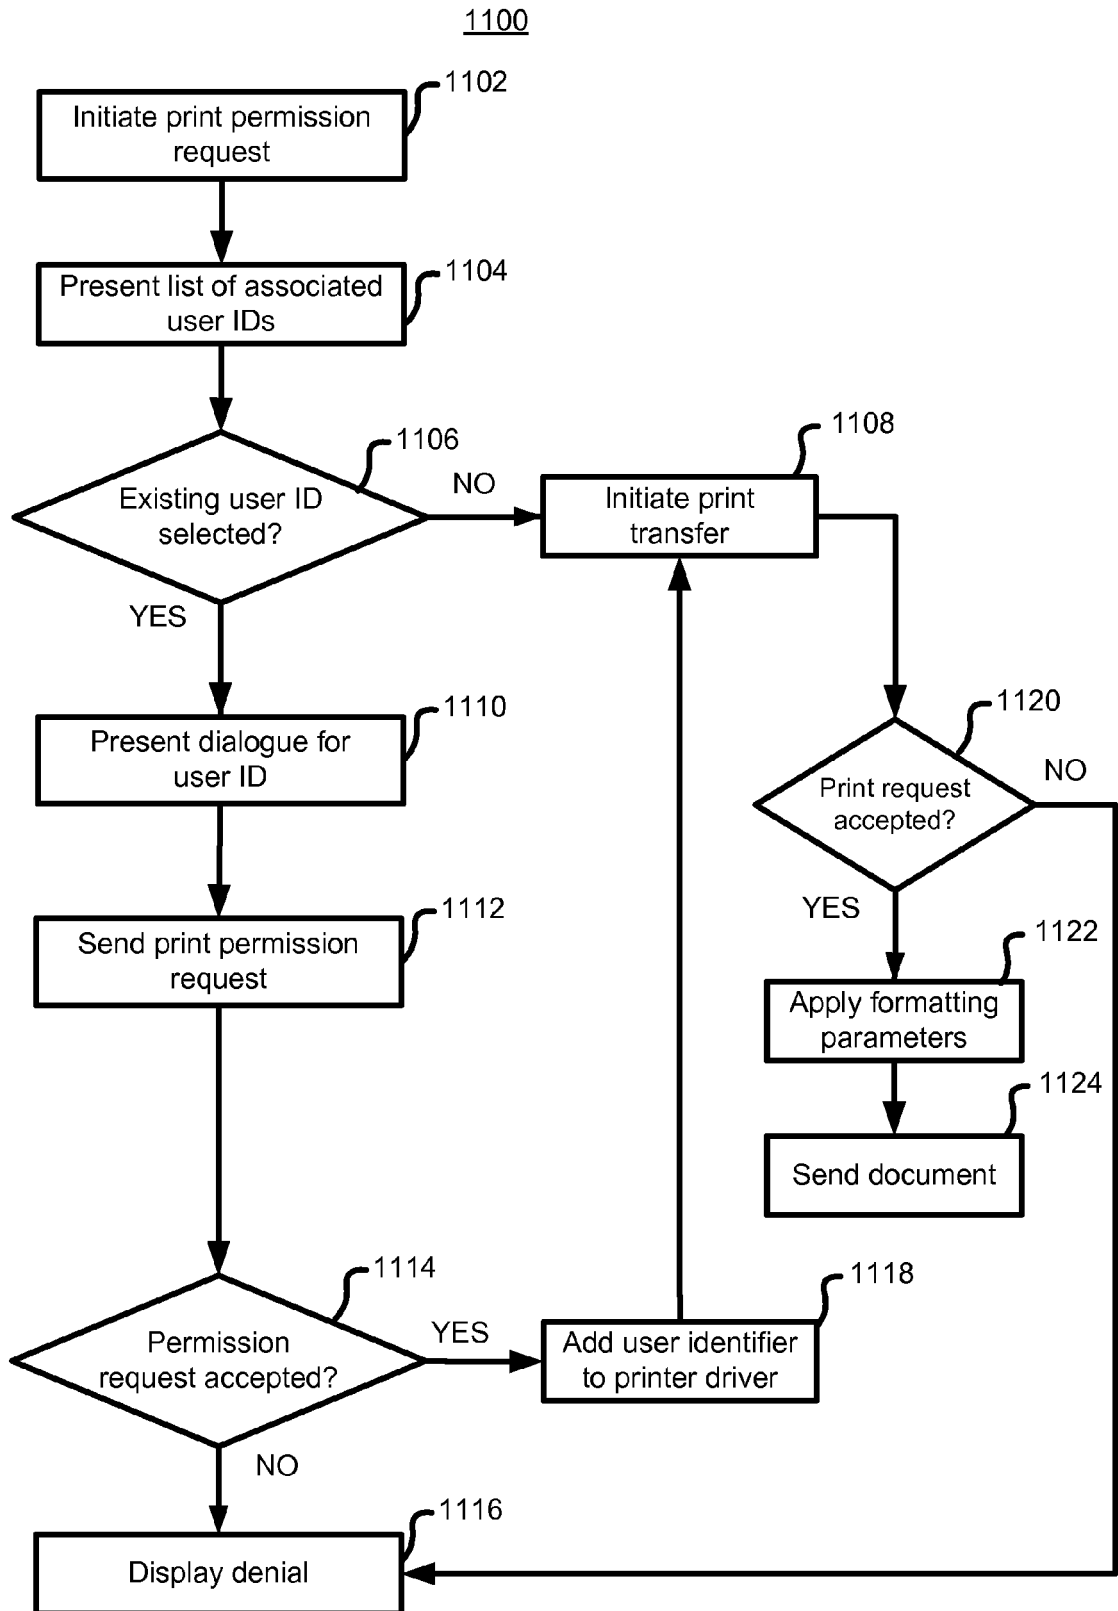 1100
1102
Initiate print permission
request
1104
Present list of associated
user IDs
1106
Existing user ID
selected?
NO
YES
1108
Initiate print
transfer
1110
Present dialogue for
user ID
1112
Send print permission
request
1114
Permission
request accepted?
YES
NO
1116
Display denial
1118
Add user identifier
to printer driver
1120
Print request
accepted?
NO
YES
1122
Apply formatting
parameters
1124
Send document